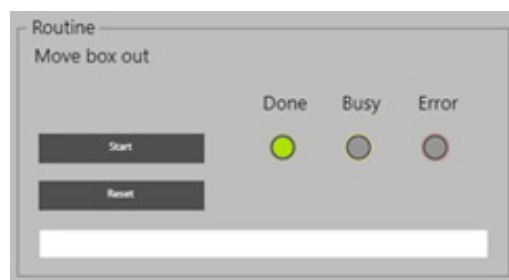 Routine
Move box out
Done Busy Error
Start
Reset